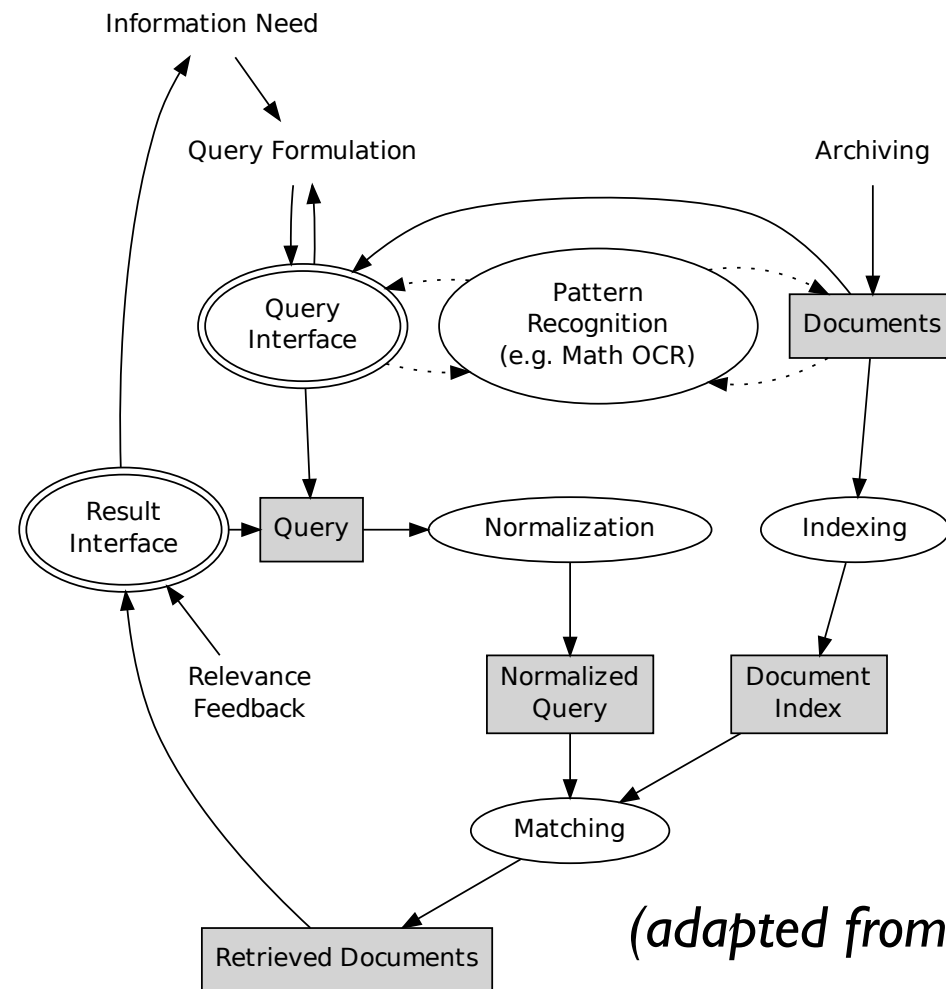 Information Need
Query Formulation
Archiving
Query
Interface
Pattern
Recognition
(e.g. Math OCR)
Documents
Result
Interface
Query
Normalization
Indexing
Relevance
Feedback
Normalized
Query
Document
Index
Matching
(adapted from
Retrieved Documents